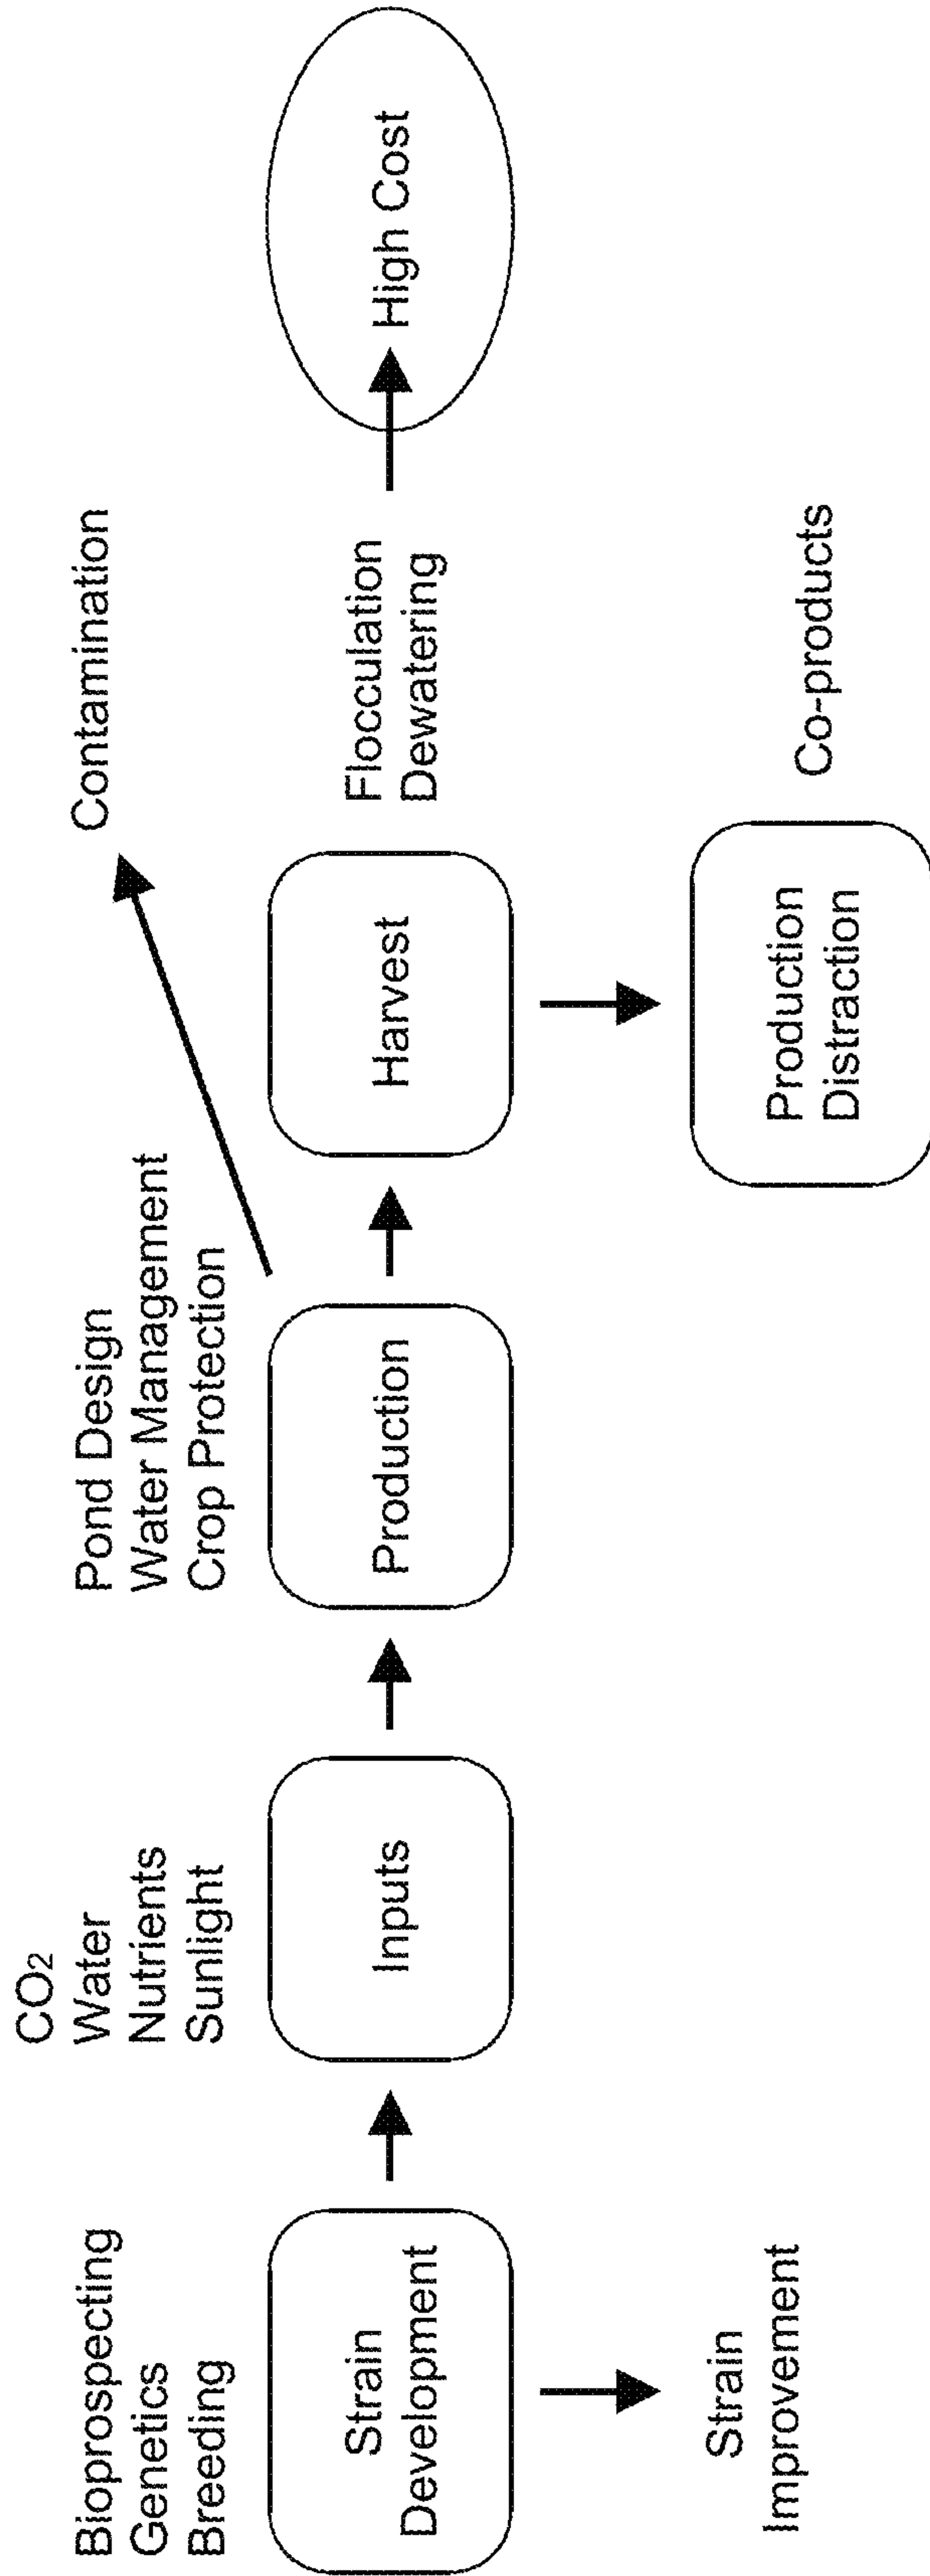 Bioprospecting
Genetics
Breeding
Strain
Development
Strain
Improvement
CO₂
Water
Nutrients
Sunlight
Inputs
Pond Design
Water Management
Crop Protection
Production
Contamination
Harvest
Flocculation
Dewatering
High Cost
Production
Distraction
Co-products